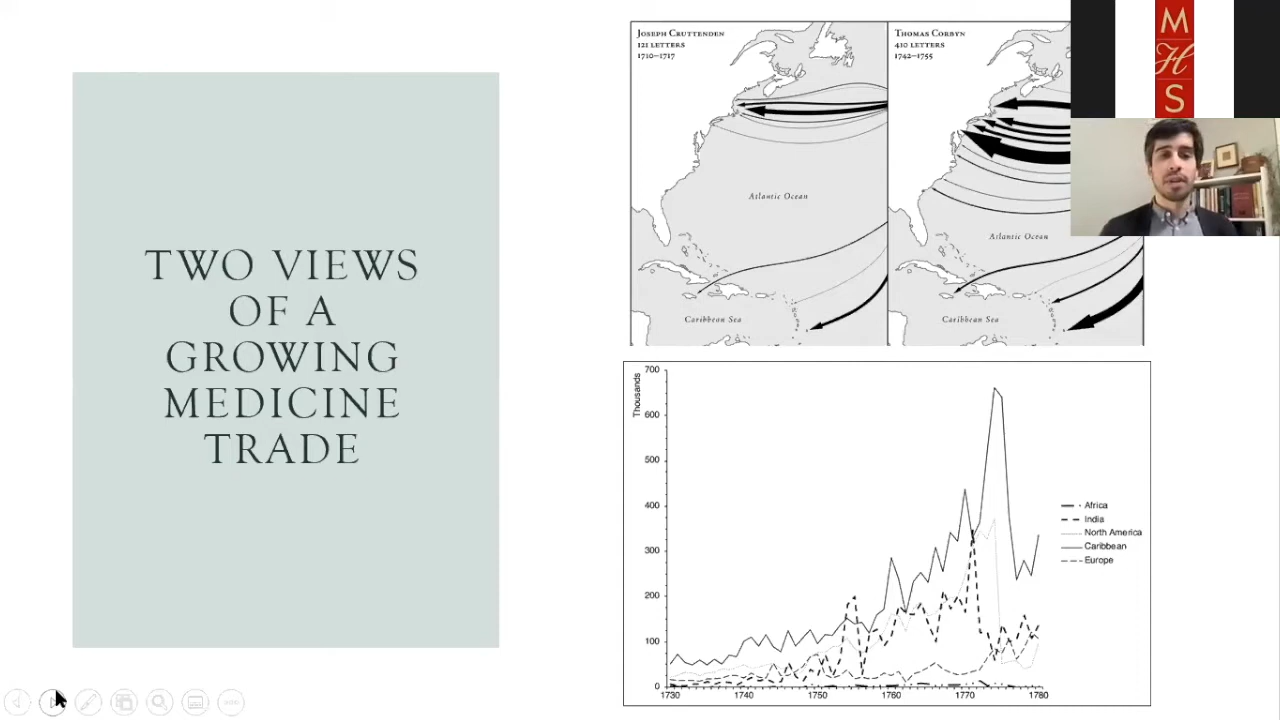 TWO VIEWS
OF A
GROWING
MEDICINE
TRADE
JOSEPH CRUTTENDEN
121 LETTERS
1710–1717
Atlantic Ocean
Caribbean Sea
THOMAS CORBYN
410 LETTERS
1742–1755
Atlantic Ocean
Caribbean Sea
M
H
S
Thousands
700
600
500
400
300
200
100
0
1730
1740
1750
1760
1770
1780
Africa
India
North America
Caribbean
Europe